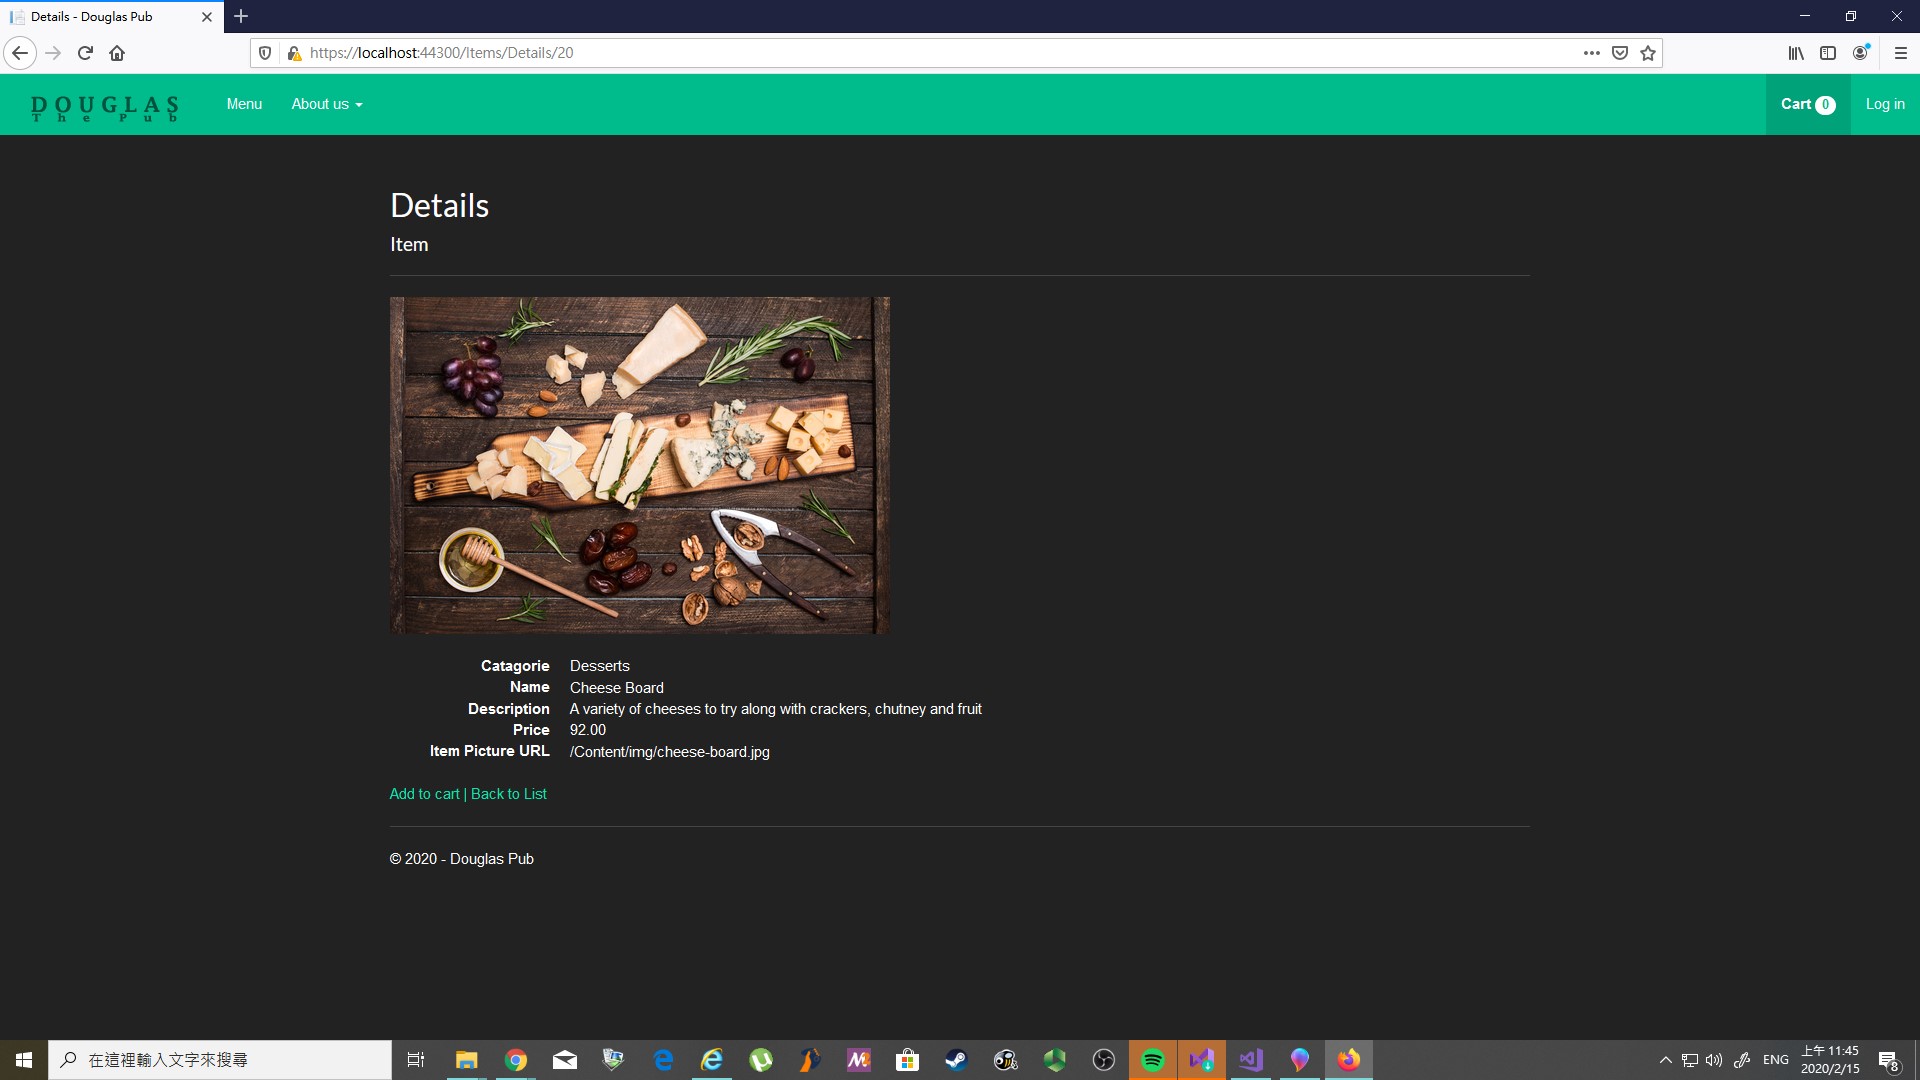 Details - Douglas Pub
https://localhost:44300/Items/Details/20
DOUGLAS
The Pub
Menu
About us
Cart 0
Log in
Details
Item
Catagorie Desserts
Name Cheese Board
Description A variety of cheeses to try along with crackers, chutney and fruit
Price 92.00
Item Picture URL /Content/img/cheese-board.jpg
Add to cart | Back to List
© 2020 - Douglas Pub
在這裡輸入文字來搜尋
ENG
上午 11:45
2020/2/15
8